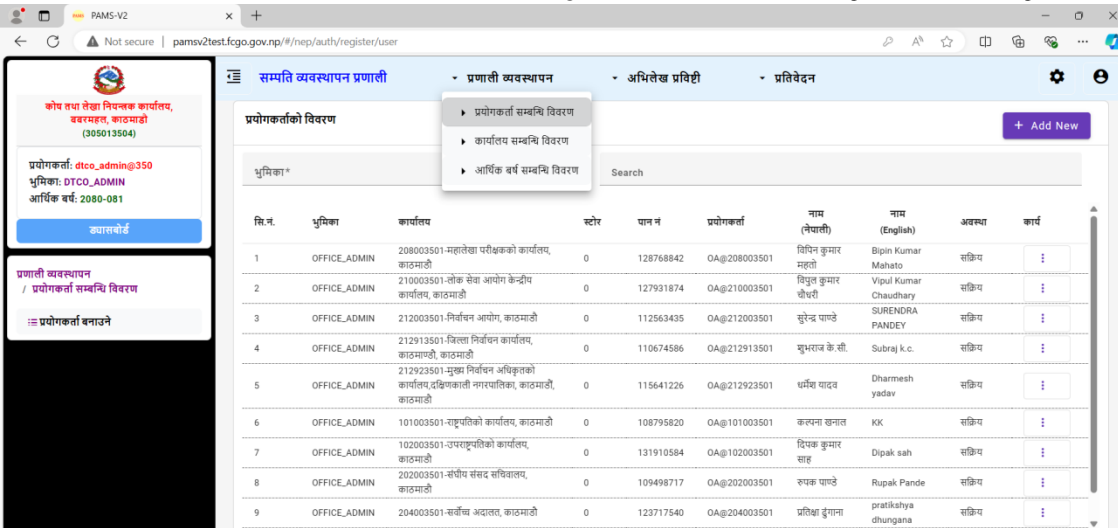 PAMS-V2
Not secure | pamsv2test.fcgo.gov.np/#/nep/auth/register/user
कोष तथा लेखा नियन्त्रक कार्यालय,
बबरमहल, काठमाडौ
(305013504)
प्रयोगकर्ता: dtco_admin@350
भुमिका: DTCO_ADMIN
आर्थिक बर्ष: 2080-081
ड्यासबोर्ड
प्रणाली व्यवस्थापन
/ प्रयोगकर्ता सम्बन्धि विवरण
प्रयोगकर्ता बनाउने
सम्पति व्यवस्थापन प्रणाली
प्रणाली व्यवस्थापन
अभिलेख प्रविष्टी
प्रतिवेदन
प्रयोगकर्ता सम्बन्धि विवरण
कार्यालय सम्बन्धि विवरण
आर्थिक बर्ष सम्बन्धि विवरण
प्रयोगकर्ताको विवरण
+ Add New
भुमिका*
Search
सि.नं. भुमिका कार्यालय स्टोर पान नं प्रयोगकर्ता नाम (नेपाली) नाम (English) अवस्था कार्य
1 OFFICE_ADMIN 208003501-महालेखा परीक्षकको कार्यालय, काठमाडौ 0 128768842 OA@208003501 विपिन कुमार महतो Bipin Kumar Mahato सक्रिय
2 OFFICE_ADMIN 210003501-लोक सेवा आयोग केन्द्रीय कार्यालय, काठमाडौ 0 127931874 OA@210003501 विपुल कुमार चौधरी Vipul Kumar Chaudhary सक्रिय
3 OFFICE_ADMIN 212003501-निर्वाचन आयोग, काठमाडौ 0 112563435 OA@212003501 सुरेन्द्र पाण्डे SURENDRA PANDEY सक्रिय
4 OFFICE_ADMIN 212913501-जिल्ला निर्वाचन कार्यालय, काठमाण्डौ, काठमाडौ 0 110674586 OA@212913501 शुभराज के.सी. Subraj k.c. सक्रिय
5 OFFICE_ADMIN 212923501-मुख्य निर्वाचन अधिकृतको कार्यालय,दक्षिणकाली नगरपालिका, काठमाडौं, काठमाडौ 0 115641226 OA@212923501 धर्मेश यादव Dharmesh yadav सक्रिय
6 OFFICE_ADMIN 101003501-राष्ट्रपतिको कार्यालय, काठमाडौ 0 108795820 OA@101003501 कल्पना खनाल KK सक्रिय
7 OFFICE_ADMIN 102003501-उपराष्ट्रपतिको कार्यालय, काठमाडौ 0 131910584 OA@102003501 दिपक कुमार साह Dipak sah सक्रिय
8 OFFICE_ADMIN 202003501-संघीय संसद सचिवालय, काठमाडौ 0 109498717 OA@202003501 रुपक पाण्डे Rupak Pande सक्रिय
9 OFFICE_ADMIN 204003501-सर्वोच्च अदालत, काठमाडौ 0 123717540 OA@204003501 प्रतिक्षा ढुंगाना pratikshya dhungana सक्रिय